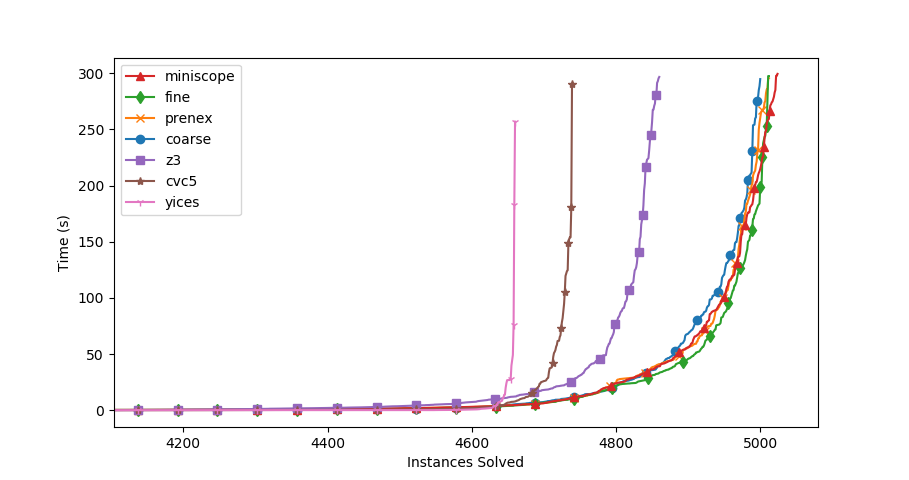 300
250
200
150
100
50
0
Time (s)
miniscope
fine
prenex
coarse
z3
cvc5
yices
4200 4400 4600 4800 5000
Instances Solved